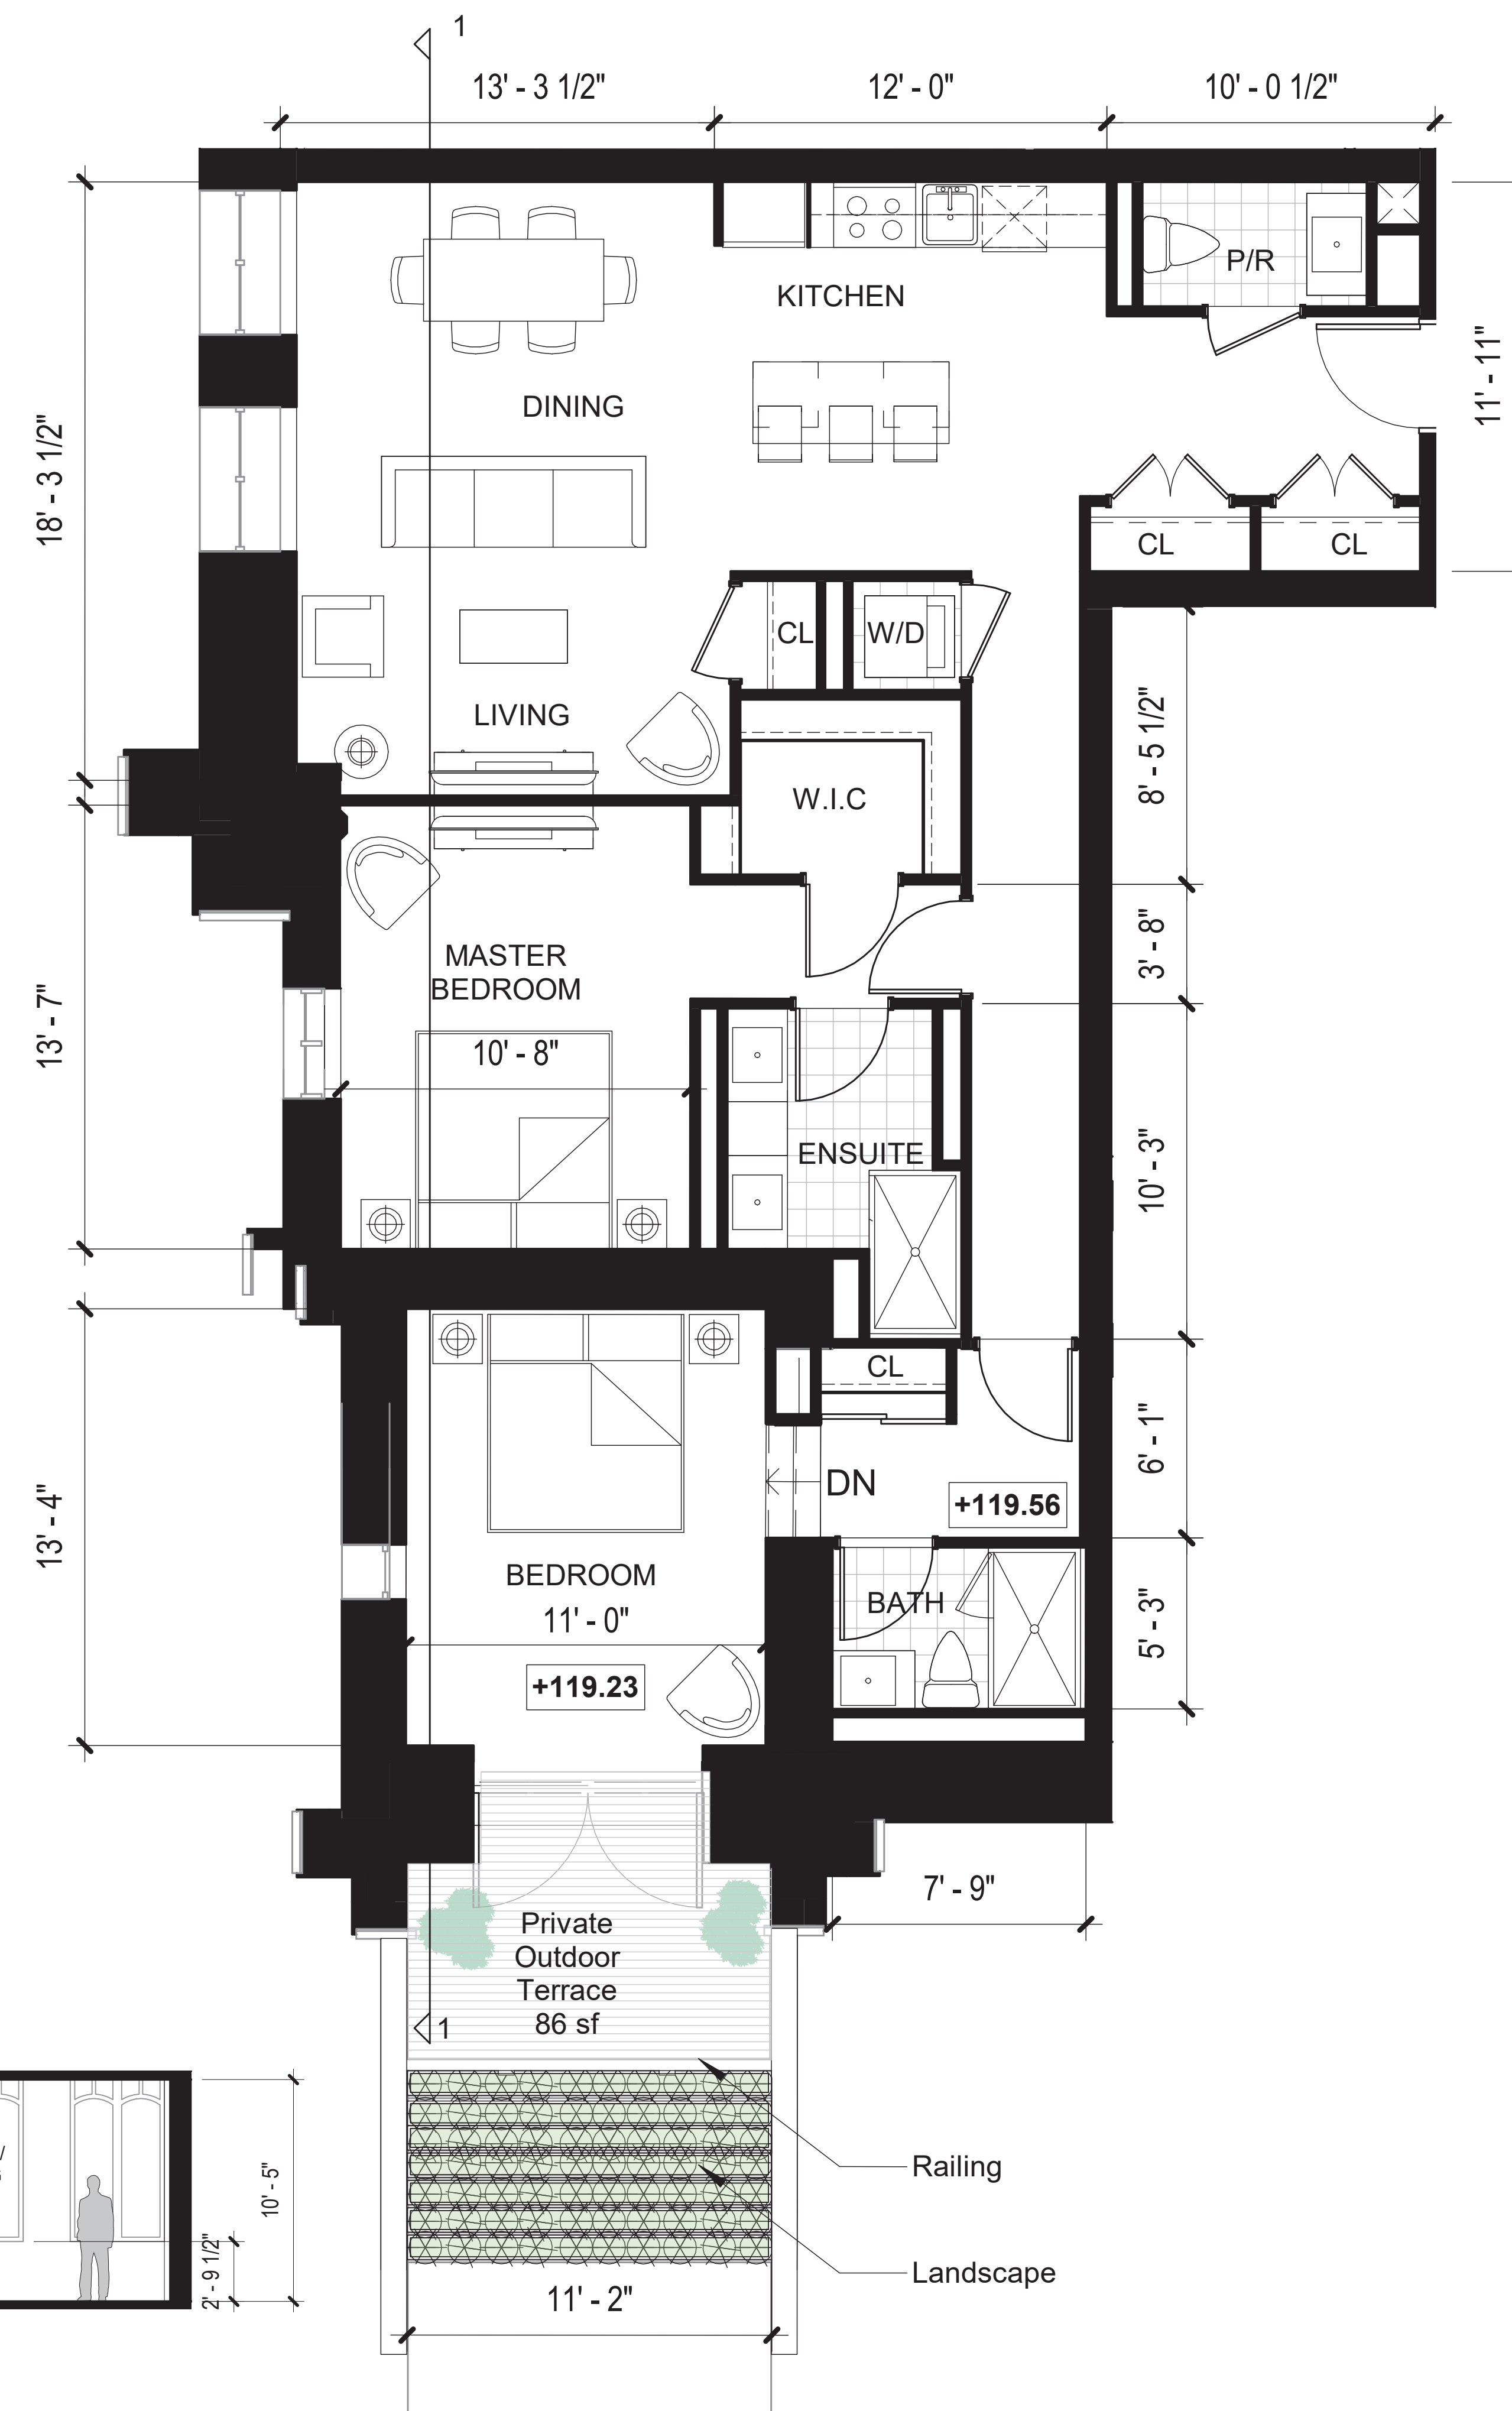 1
13' - 3 1/2"
12' - 0"
10' - 0 1/2"
P/R
KITCHEN
11' - 11"
DINING
18' - 3 1/2"
CL
CL
CL
W/D
LIVING
8' - 5 1/2"
W.I.C
MASTER
BEDROOM
3' - 8"
13' - 7"
10' - 8"
ENSUITE
10' - 3"
CL
6' - 1"
DN
+119.56
13' - 4"
BEDROOM
11' - 0"
BATH
5' - 3"
+119.23
7' - 9"
Private
Outdoor
Terrace
86 sf
1
Railing
10' - 5"
2' - 9 1/2"
Landscape
11' - 2"